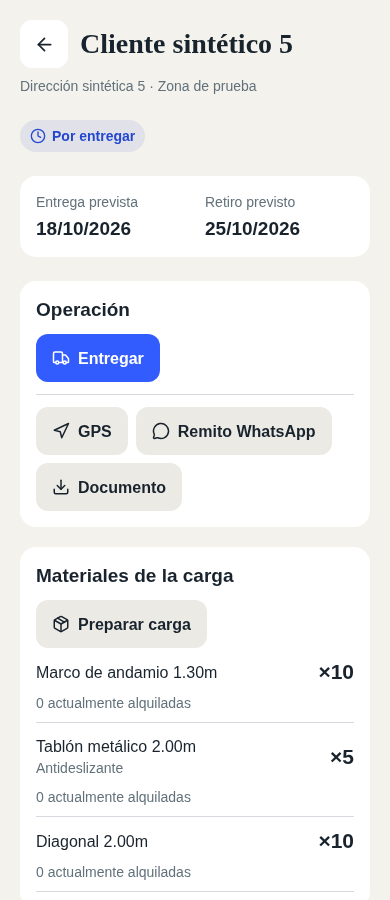 Cliente sintético 5
Dirección sintética 5 · Zona de prueba
Por entregar
Entrega prevista
Retiro previsto
18/10/2026
25/10/2026
Operación
Entregar
GPS
Remito WhatsApp
Documento
Materiales de la carga
Preparar carga
Marco de andamio 1.30m
×10
0 actualmente alquiladas
Tablón metálico 2.00m
Antideslizante
×5
0 actualmente alquiladas
Diagonal 2.00m
×10
0 actualmente alquiladas